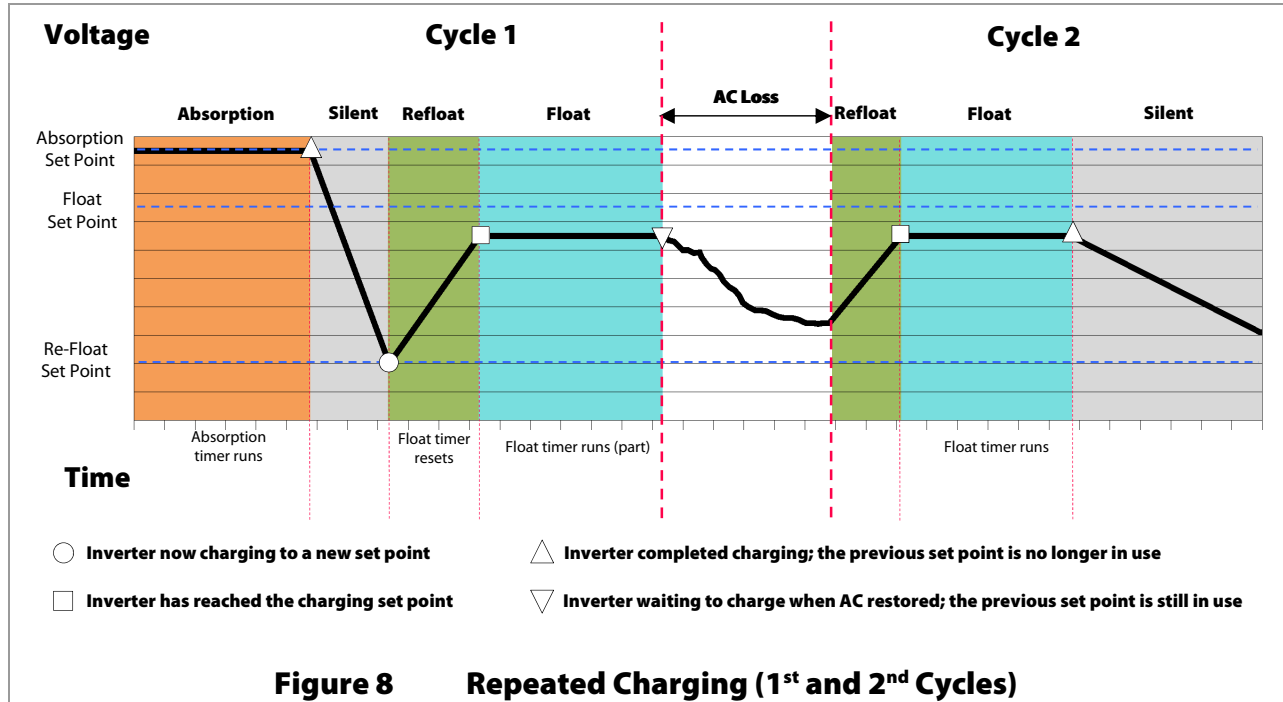 Voltage
Cycle 1
Cycle 2
AC Loss
Absorption
Silent
Refloat
Float
Refloat
Float
Silent
Absorption
Set Point
Float
Set Point
Re-Float
Set Point
Absorption
timer runs
Float timer
resets
Float timer runs (part)
Float timer runs
Time
Inverter now charging to a new set point
Inverter completed charging; the previous set point is no longer in use
Inverter has reached the charging set point
Inverter waiting to charge when AC restored; the previous set point is still in use
Figure 8 Repeated Charging (1st and 2nd Cycles)